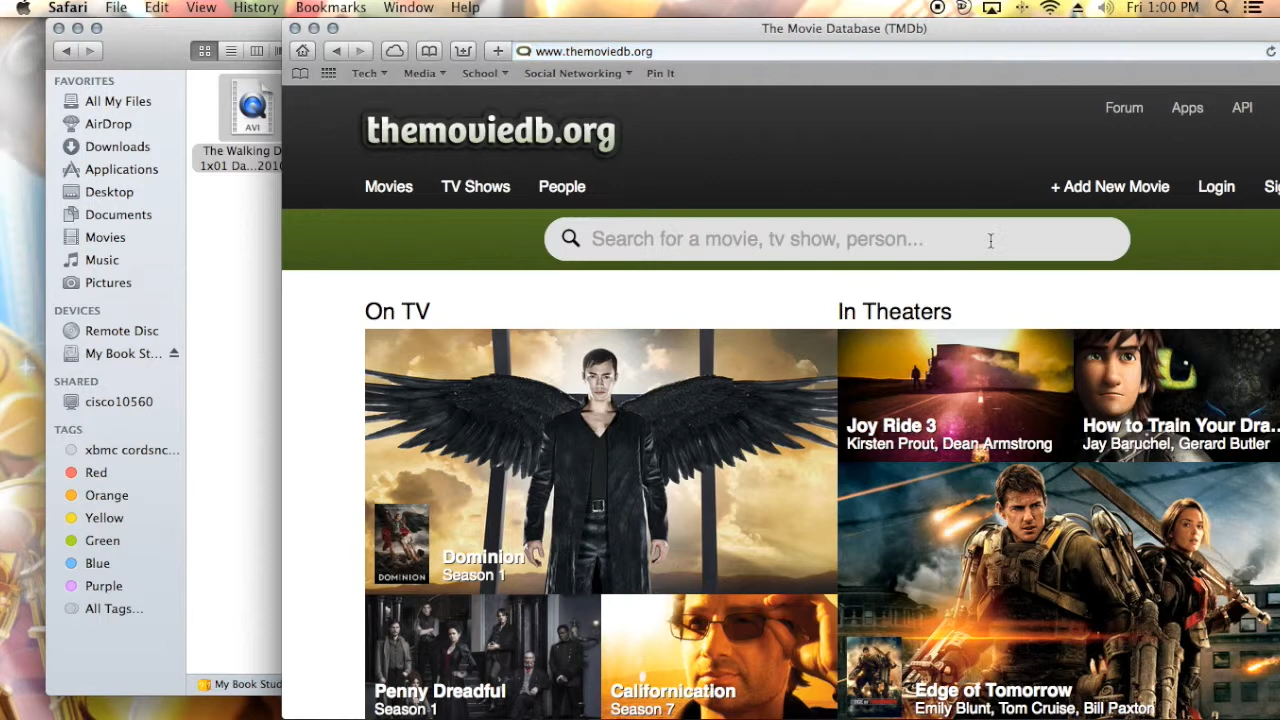 Safari File Edit View History Bookmarks Window Help Fri 1:00 PM
FAVORITES
All My Files
AirDrop
Downloads
Applications
Desktop
Documents
Movies
Music
Pictures
DEVICES
Remote Disc
My Book St...
SHARED
cisco10560
TAGS
xbmc cordsnc...
Red
Orange
Yellow
Green
Blue
Purple
All Tags...
AVI
The Walking D
1x01 Da...201
My Book Stud
The Movie Database (TMDb)
www.themoviedb.org
Tech Media School Social Networking Pin It
themoviedb.org
Forum Apps API
Movies TV Shows People + Add New Movie Login Si
Search for a movie, tv show, person...
On TV
In Theaters
DOMINION
Dominion
Season 1
Joy Ride 3
Kirsten Prout, Dean Armstrong
How to Train Your Dra...
Jay Baruchel, Gerard Butler
Penny Dreadful
Season 1
Californication
Season 7
Edge of Tomorrow
Emily Blunt, Tom Cruise, Bill Paxton